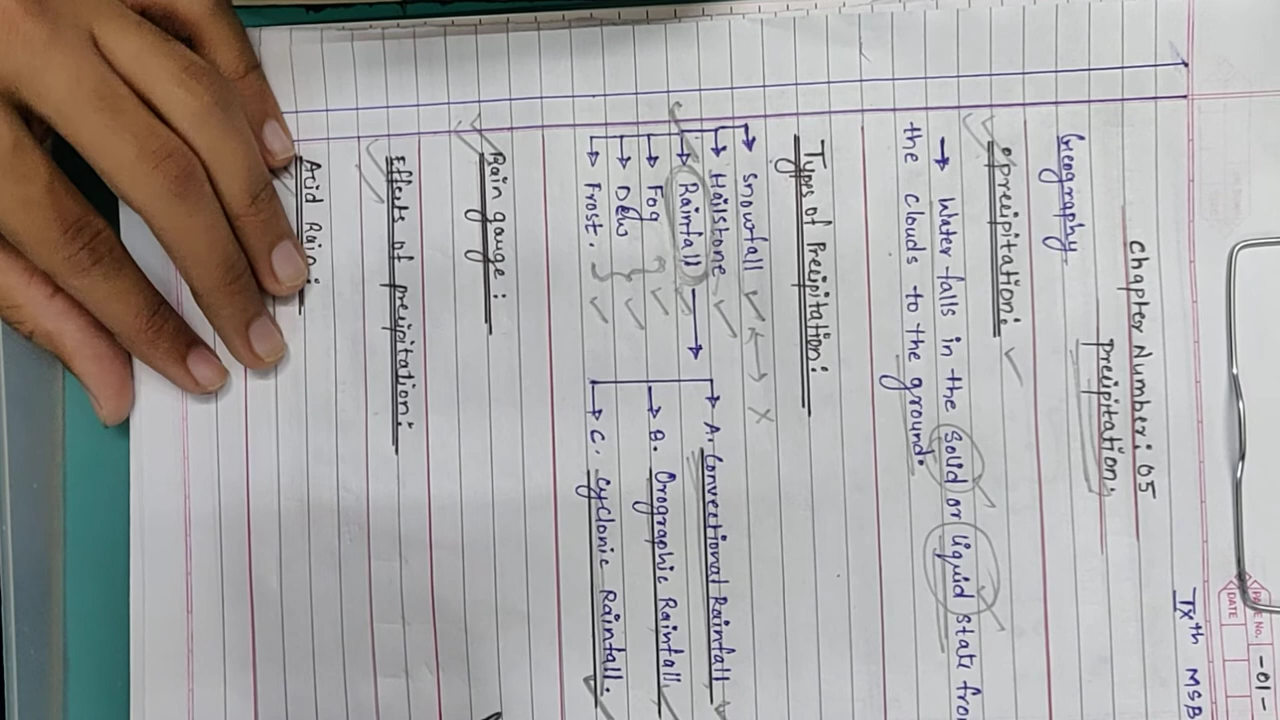 PAGE No. -01-
DATE
IXth MSB
Chapter Number: 05
Precipitation.
Geography
Precipitation:
→ Water falls in the solid or liquid state
the clouds to the ground.
Types of Precipitation:
→ Snowfall
→ Hailstone
→ Rainfall → A. Convectional Rainfall
→ Fog → B. Orographic Rainfall
→ Dew
→ Frost. → C. Cyclonic Rainfall.
Rain gauge:
Effects of precipitation:
Acid Rain: